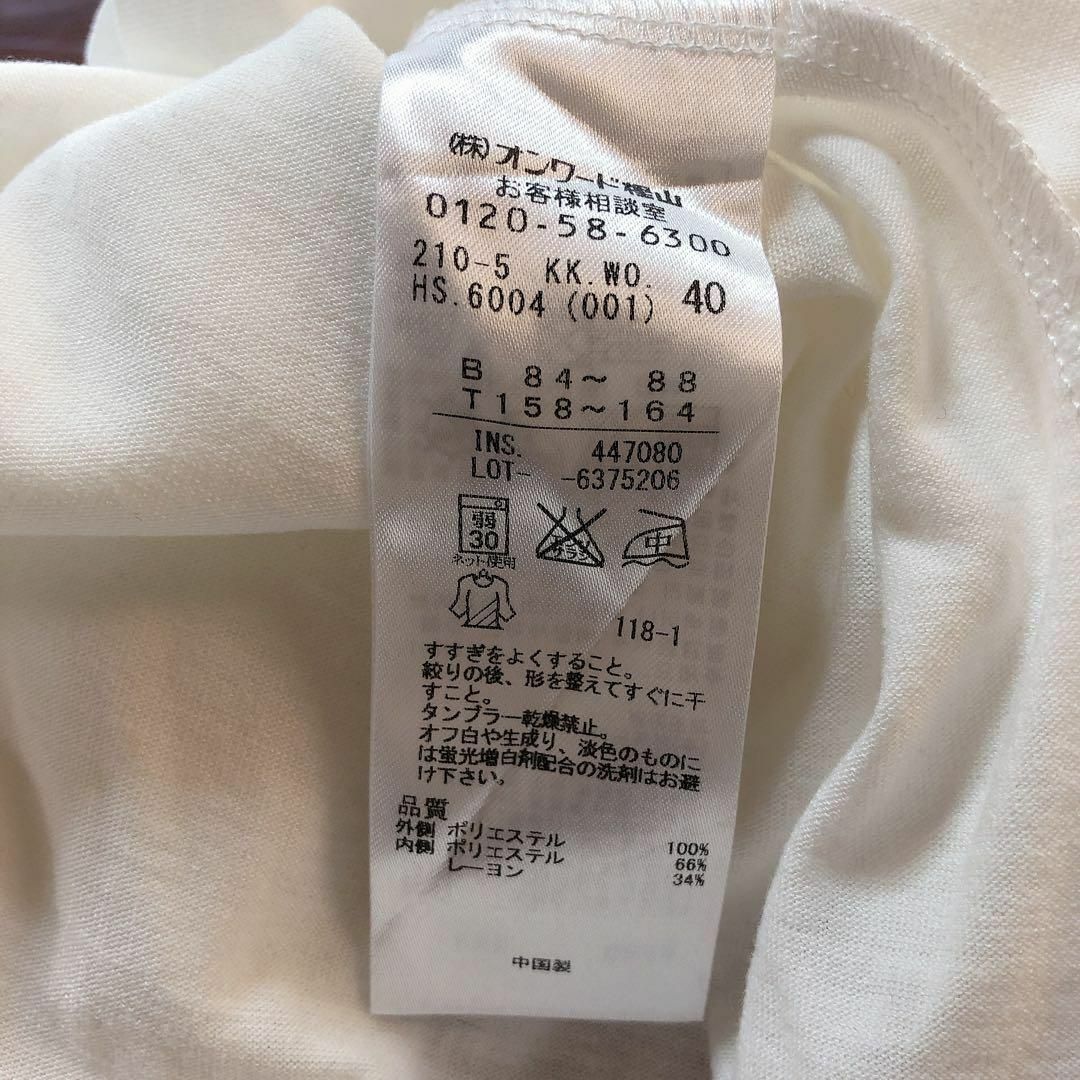 (株)オンワード樫山
お客様相談室
0120-58-6300
210-5 KK.WO. 40
HS.6004 (001)
B 84～ 88
T 158～164
INS. 447080
LOT- -6375206
弱
30
ネット使用
エンソ
サラシ
中
118-1
すすぎをよくすること。
絞りの後、形を整えてすぐに干
すこと。
タンブラー乾燥禁止。
オフ白や生成り、淡色のものに
は蛍光増白剤配合の洗剤はお避
け下さい。
品質
外側 ポリエステル 100%
内側 ポリエステル 66%
レーヨン 34%
中国製